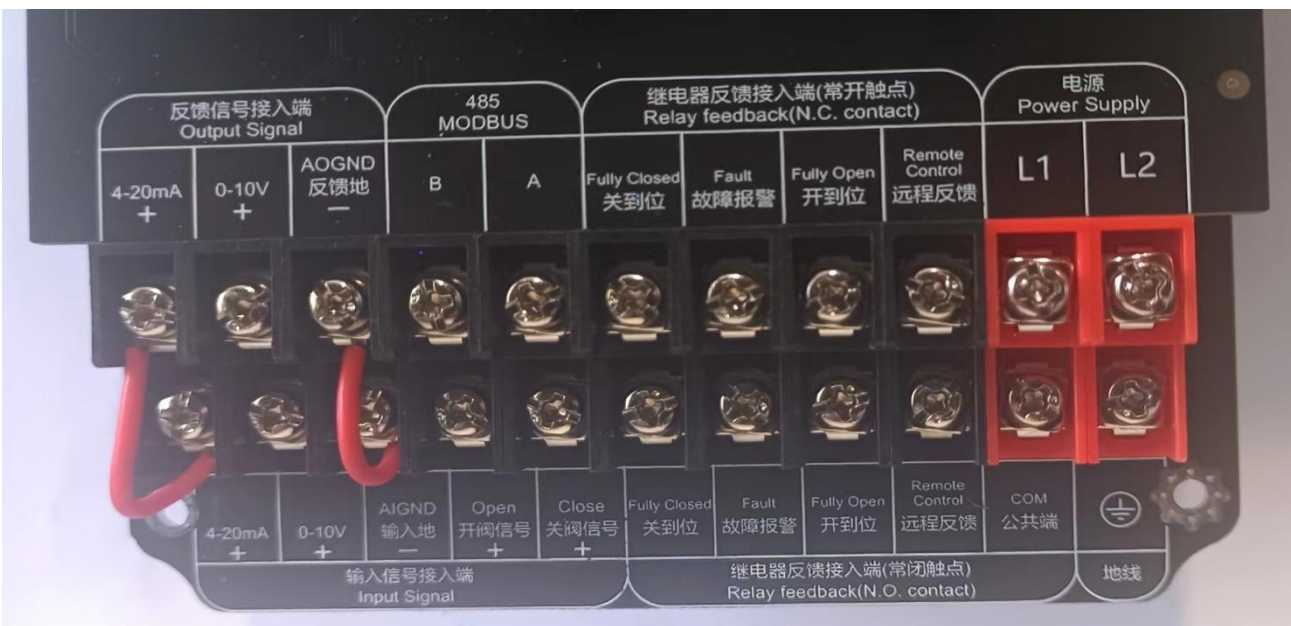 反馈信号接入端
Output Signal
4-20mA
+
0-10V
+
AOGND
反馈地
—
485
MODBUS
B
A
继电器反馈接入端(常开触点)
Relay feedback(N.C. contact)
Fully Closed
关到位
Fault
故障报警
Fully Open
开到位
Remote
Control
远程反馈
电源
Power Supply
L1
L2
4-20mA
+
0-10V
+
AIGND
输入地
—
Open
开阀信号
+
Close
关阀信号
+
输入信号接入端
Input Signal
Fully Closed
关到位
Fault
故障报警
Fully Open
开到位
Remote
Control
远程反馈
COM
公共端
继电器反馈接入端(常闭触点)
Relay feedback(N.O. contact)
地线